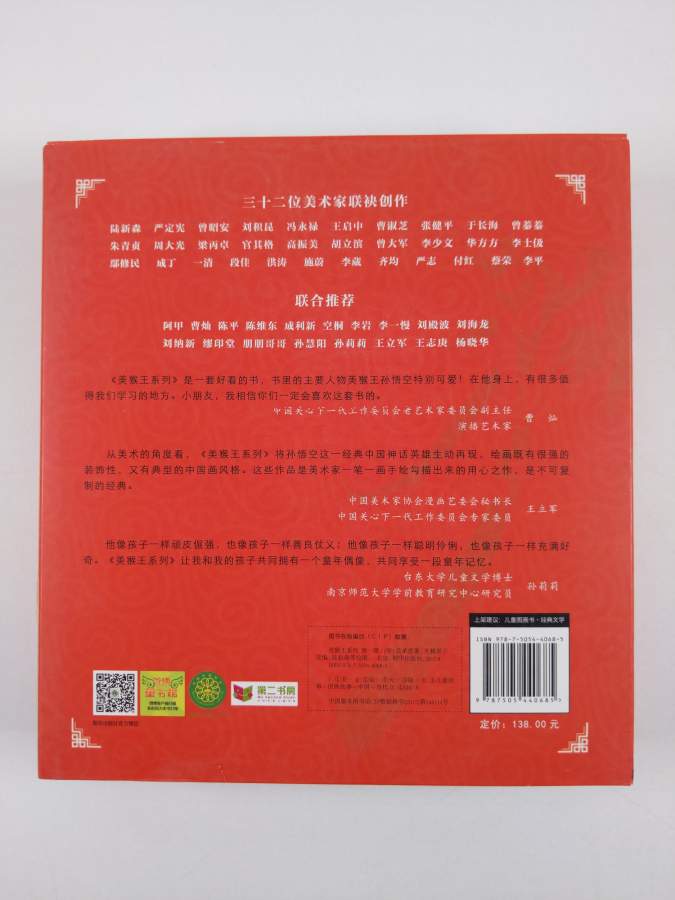 三十二位美术家联袂创作
陆新森 严定宪 曾昭安 刘积昆 冯永禄 王启中 曹淑芝 张健平 于长海 曾蓁蓁
朱青贞 周大光 梁丙卓 官其格 高振美 胡立滨 曾大军 李少文 华方方 李士伋
鄢修民 成丁 一清 段佳 洪涛 施蔚 李葳 齐均 严志 付红 蔡荣 李平
联合推荐
阿甲 曹灿 陈平 陈维东 成利新 空桐 李岩 李一慢 刘殿波 刘海龙
刘纳新 缪印堂 朋朋哥哥 孙慧阳 孙莉莉 王立军 王志庚 杨晓华
《美猴王系列》是一套好看的书,书里的主要人物美猴王孙悟空特别可爱!在他身上,有很多值
得我们学习的地方。小朋友,我相信你们一定会喜欢这套书的。
中国关心下一代工作委员会老艺术家委员会副主任
演播艺术家
曹 灿
从美术的角度看,《美猴王系列》将孙悟空这一经典中国神话英雄生动再现,绘画既有很强的
装饰性,又有典型的中国画风格。这些作品是美术家一笔一画手绘勾描出来的用心之作,是不可复
制的经典。
中国美术家协会漫画艺委会秘书长
中国关心下一代工作委员会专家委员
王立军
他像孩子一样顽皮倔强,也像孩子一样善良仗义;他像孩子一样聪明伶俐,也像孩子一样充满好
奇。《美猴王系列》让我和我的孩子共同拥有一个童年偶像,共同享受一段童年记忆。
台东大学儿童文学博士
南京师范大学学前教育研究中心研究员
孙莉莉
图书在版编目(CIP)数据
上架建议:儿童图画书·经典文学
ISBN 978-7-5054-4068-5
9 787505 440685 >
定价:138.00 元
第二书房